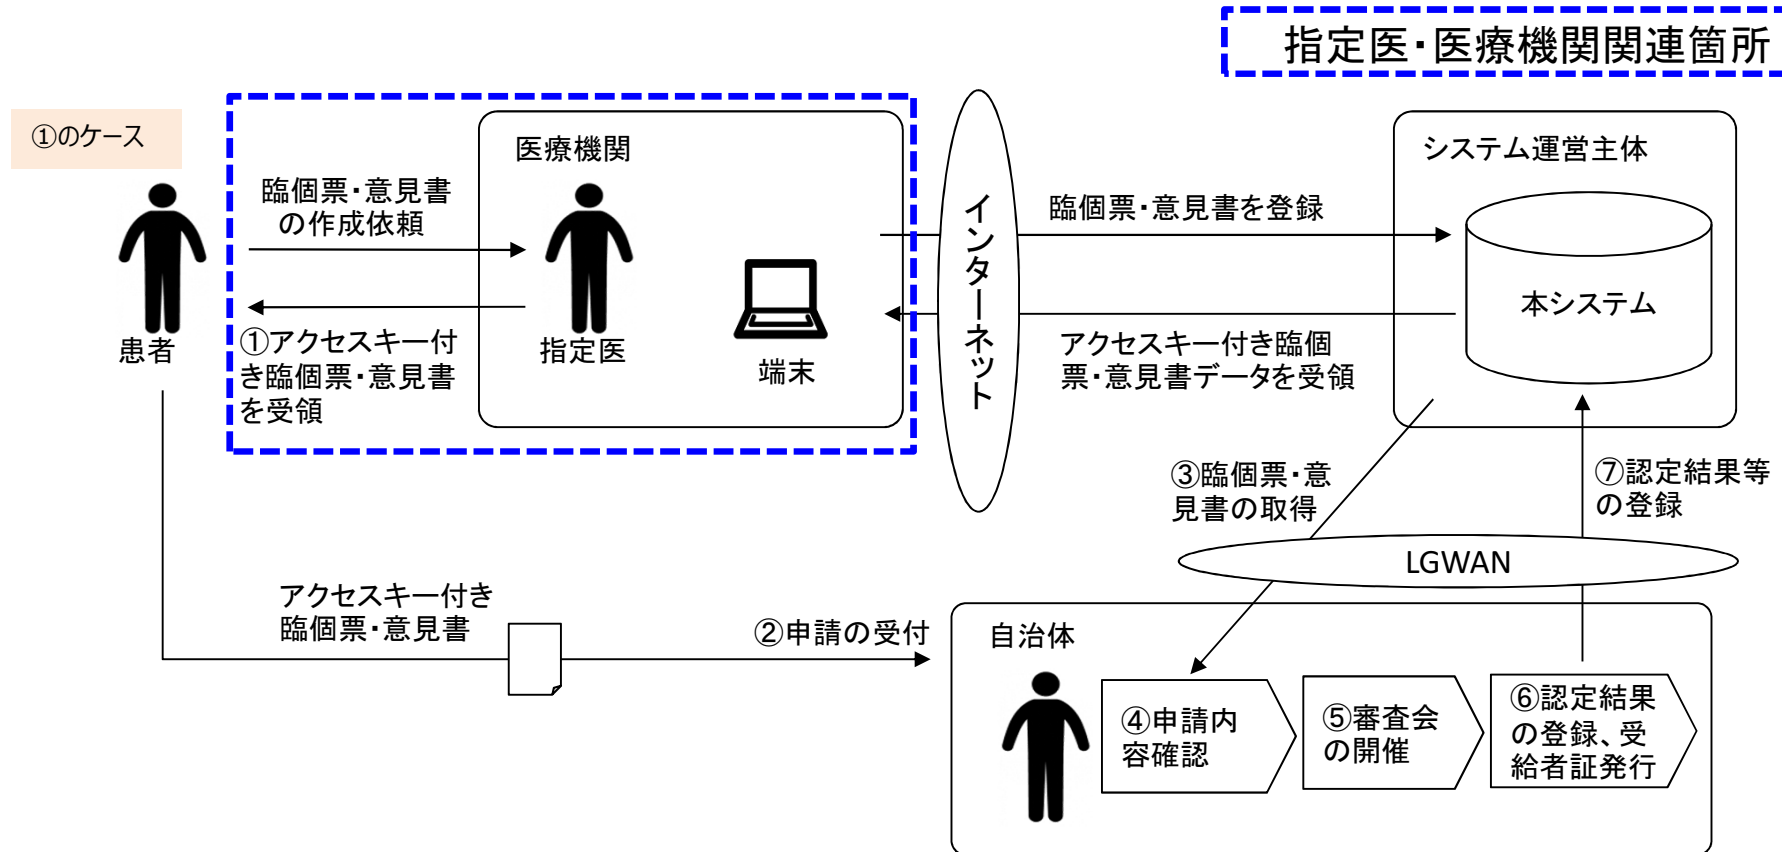 指定医・医療機関関連箇所
①のケース
医療機関
システム運営主体
臨個票・意見書
の作成依頼
インターネット
臨個票・意見書を登録
本システム
患者
①アクセスキー付
き臨個票・意見書
を受領
指定医
端末
アクセスキー付き臨個
票・意見書データを受領
③臨個票・意
見書の取得
⑦認定結果等
の登録
LGWAN
アクセスキー付き
臨個票・意見書
②申請の受付
自治体
④申請内
容確認
⑤審査会
の開催
⑥認定結果
の登録、受
給者証発行